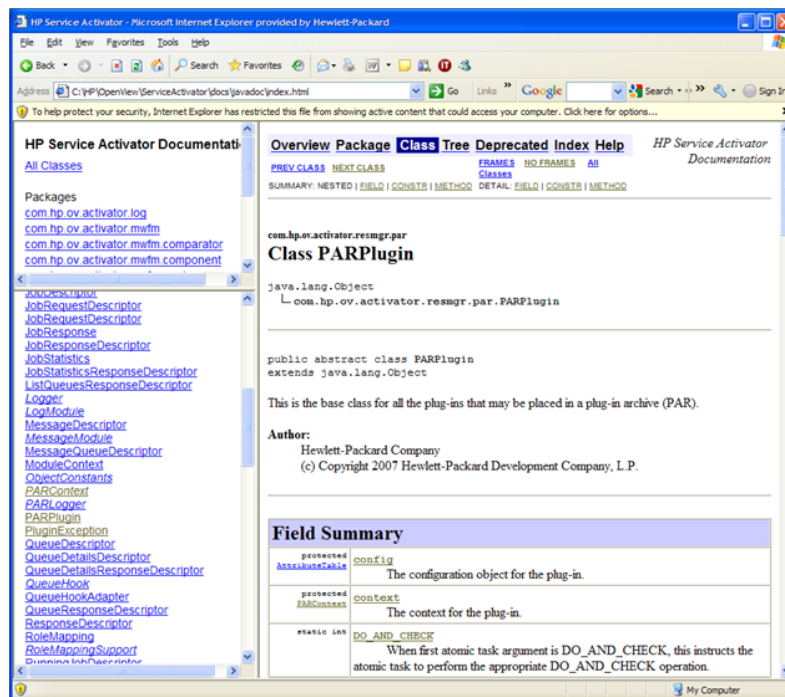 HP Service Activator - Microsoft Internet Explorer provided by Hewlett-Packard
File Edit View Favorites Tools Help
Back Search Favorites
Address C:\HP\OpenView\ServiceActivator\docs\javadoc\index.html Go Links Google Search Sign In
To help protect your security, Internet Explorer has restricted this file from showing active content that could access your computer. Click here for options...
HP Service Activator Documentati
All Classes
Packages
com.hp.ov.activator.log
com.hp.ov.activator.mwfm
com.hp.ov.activator.mwfm.comparator
com.hp.ov.activator.mwfm.component
JobDescriptor
JobRequestDescriptor
JobRequestDescriptor
JobResponse
JobResponseDescriptor
JobStatistics
JobStatisticsResponseDescriptor
ListQueuesResponseDescriptor
Logger
LogModule
MessageDescriptor
MessageModule
MessageQueueDescriptor
ModuleContext
ObjectConstants
PARContext
PARLogger
PARPlugin
PluginException
QueueDescriptor
QueueDetailsDescriptor
QueueDetailsResponseDescriptor
QueueHook
QueueHookAdapter
QueueResponseDescriptor
ResponseDescriptor
RoleMapping
RoleMappingSupport
RunningJobDescriptor
Overview Package Class Tree Deprecated Index Help
HP Service Activator
Documentation
PREV CLASS NEXT CLASS
FRAMES NO FRAMES All
Classes
SUMMARY: NESTED | FIELD | CONSTR | METHOD DETAIL: FIELD | CONSTR | METHOD
com.hp.ov.activator.resmgr.par
Class PARPlugin
java.lang.Object
com.hp.ov.activator.resmgr.par.PARPlugin
public abstract class PARPlugin
extends java.lang.Object
This is the base class for all the plug-ins that may be placed in a plug-in archive (PAR).
Author:
Hewlett-Packard Company
(c) Copyright 2007 Hewlett-Packard Development Company, L.P.
Field Summary
protected
AttributeTable
config
The configuration object for the plug-in.
protected
PARContext
context
The context for the plug-in.
static int
DO_AND_CHECK
When first atomic task argument is DO_AND_CHECK, this instructs the
atomic task to perform the appropriate DO_AND_CHECK operation.
My Computer